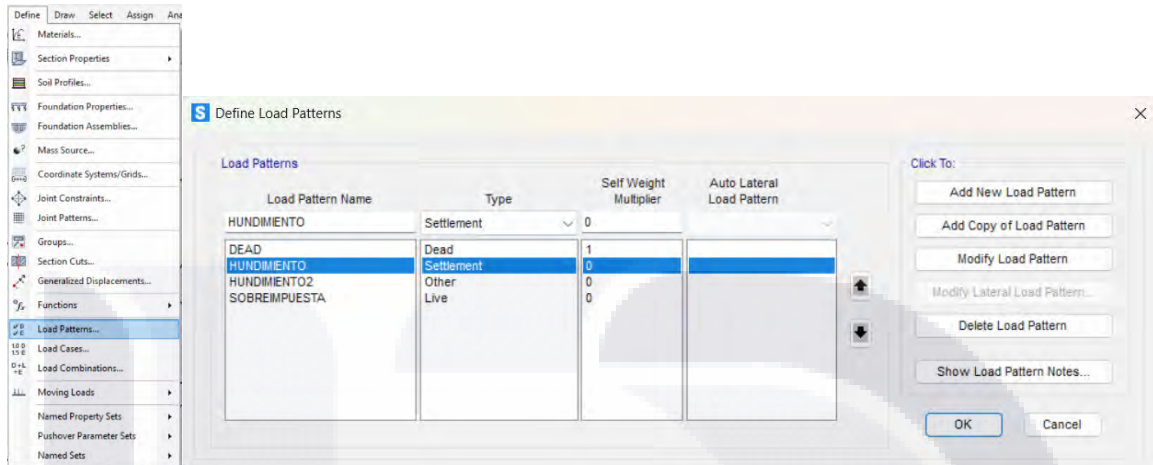 Define Draw Select Assign Ana
Materials...
Section Properties
Soil Profiles...
Foundation Properties...
Foundation Assemblies...
Mass Source...
Coordinate Systems/Grids...
Joint Constraints...
Joint Patterns...
Groups...
Section Cuts...
Generalized Displacements...
Functions
Load Patterns...
Load Cases...
Load Combinations...
Moving Loads
Named Property Sets
Pushover Parameter Sets
Named Sets
S Define Load Patterns
Load Patterns
Load Pattern Name Type Self Weight Multiplier Auto Lateral Load Pattern
HUNDIMIENTO Settlement 0
DEAD Dead 1
HUNDIMIENTO Settlement 0
HUNDIMIENTO2 Other 0
SOBREIMPUESTA Live 0
Click To:
Add New Load Pattern
Add Copy of Load Pattern
Modify Load Pattern
Modify Lateral Load Pattern...
Delete Load Pattern
Show Load Pattern Notes...
OK Cancel